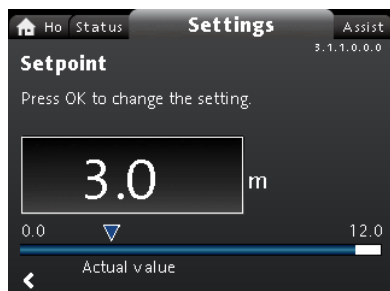 Ho Status Settings Assist
3.1.1.0.0.0
Setpoint
Press OK to change the setting.
3.0 m
0.0 12.0
Actual value